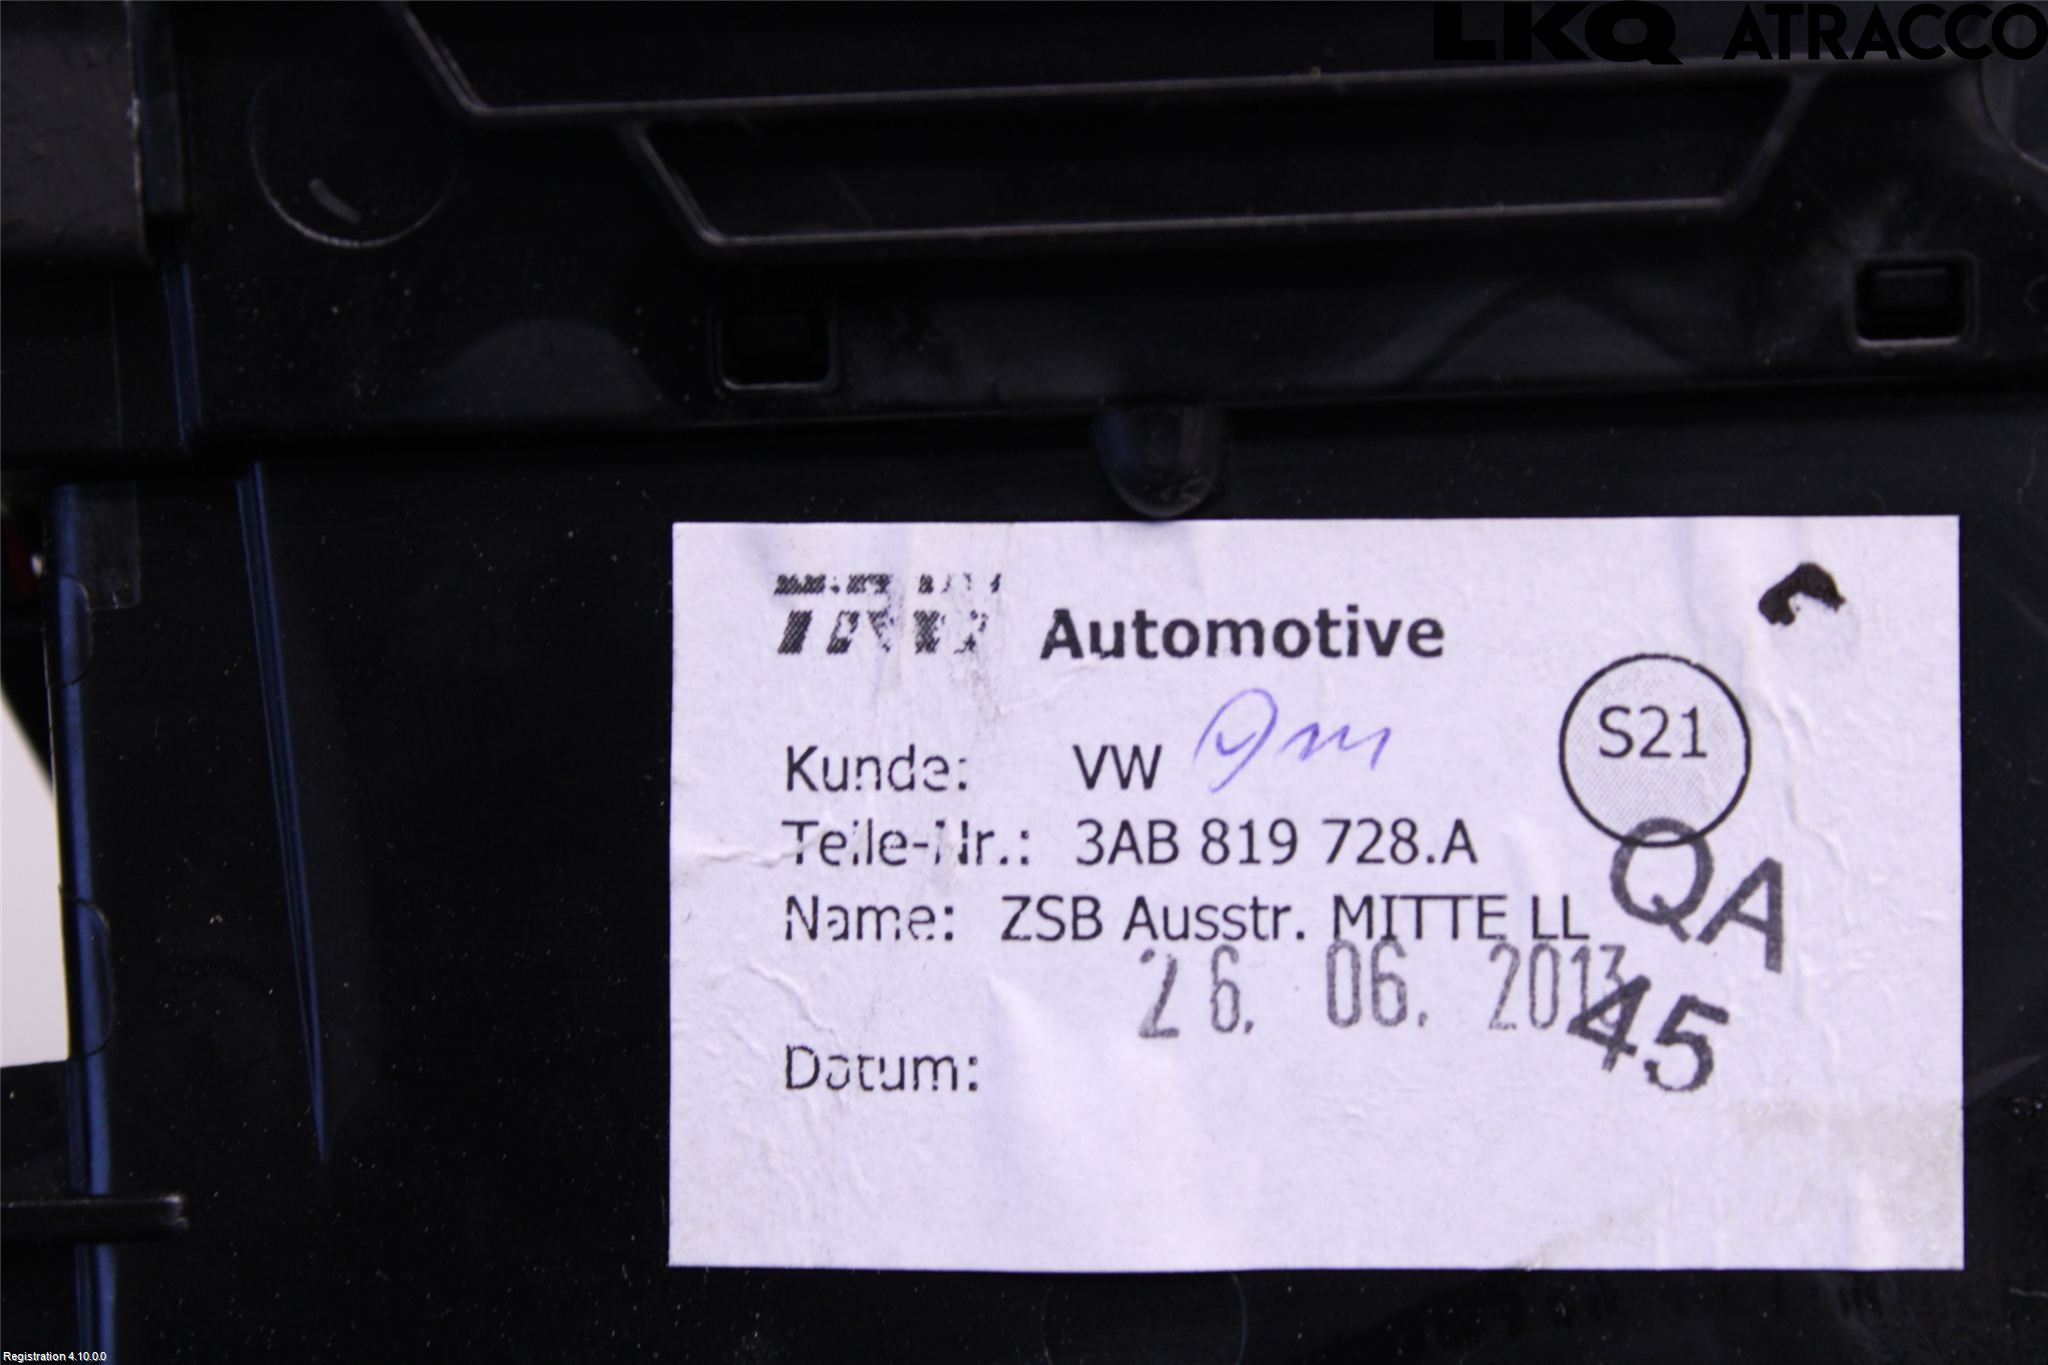 LKQ ATRACCO
TRW Automotive
Kunde: VW
S21
Teile-Nr.: 3AB 819 728.A
Name: ZSB Ausstr. MITTE LL
QA
26. 06. 2013
45
Datum:
Registration 4.10.0.0